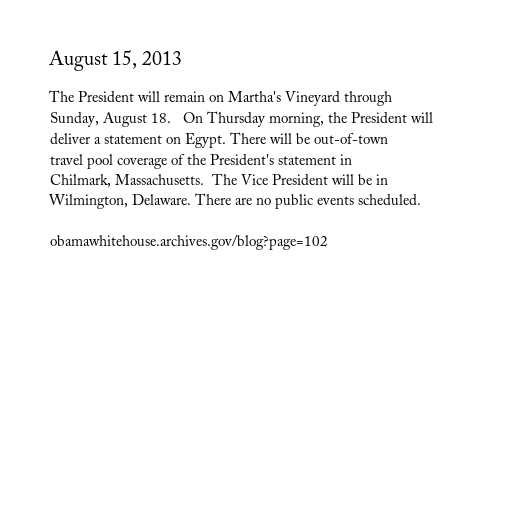 August 15, 2013
The President will remain on Martha's Vineyard through
Sunday, August 18.   On Thursday morning, the President will
deliver a statement on Egypt. There will be out-of-town
travel pool coverage of the President's statement in
Chilmark, Massachusetts.  The Vice President will be in
Wilmington, Delaware. There are no public events scheduled.
obamawhitehouse.archives.gov/blog?page=102